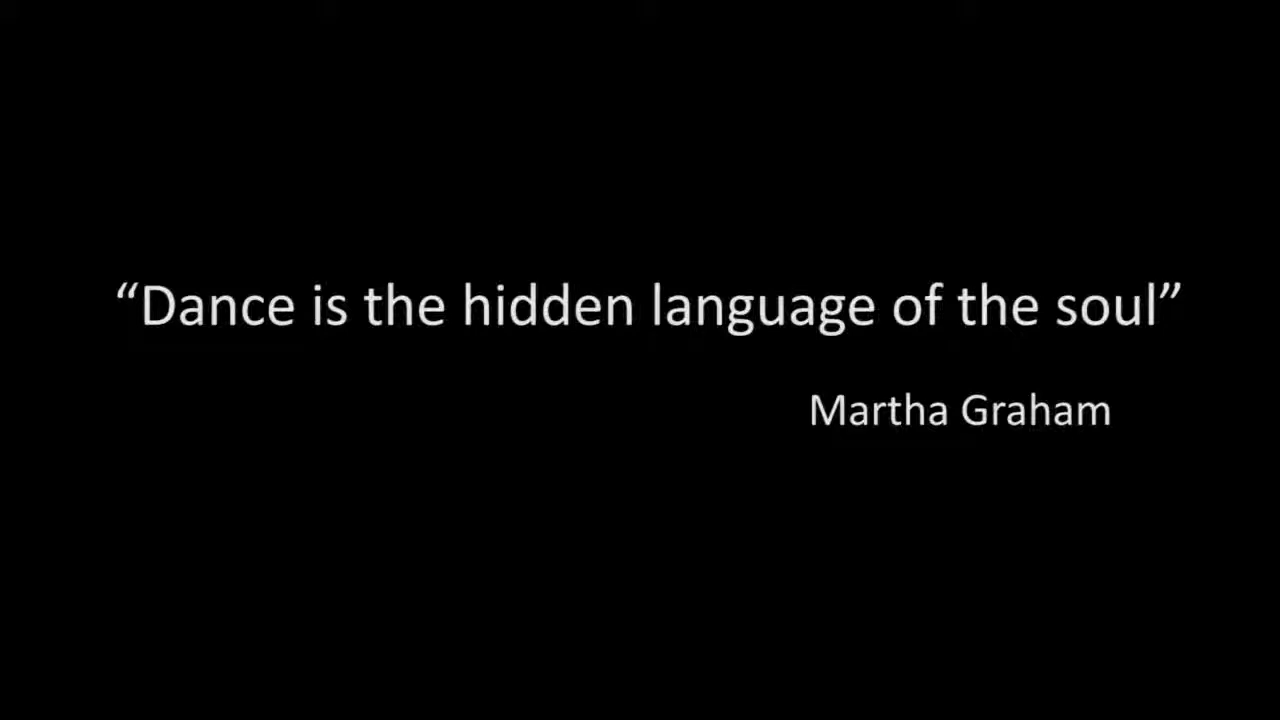 “Dance is the hidden language of the soul”
Martha Graham